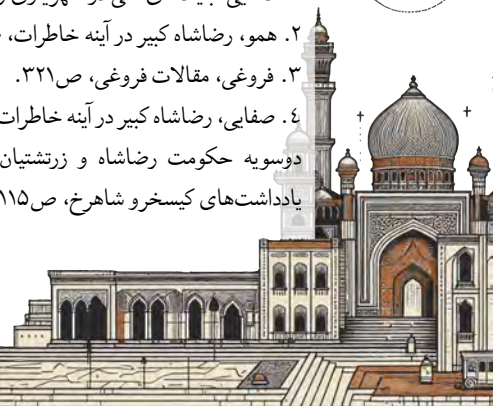 ۲. همو، رضاشاه کبیر در آینه خاطرات،
۳. فروغی، مقالات فروغی، ص۳۲۱.
٤. صفایی، رضاشاه کبیر در آینه خاطرات
دوسویه حکومت رضاشاه و زرتشتیان
یادداشت‌های کیسخرو شاهرخ، ص۱۱۵